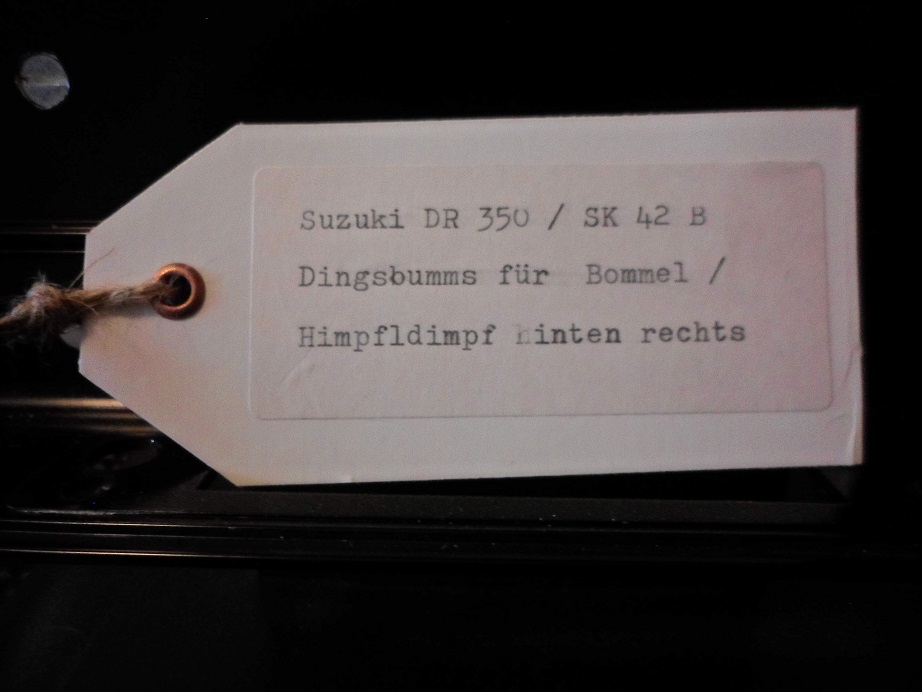 Suzuki DR 350 / SK 42 B
Dingsbumms für Bommel /
Himpfldimpf hinten rechts